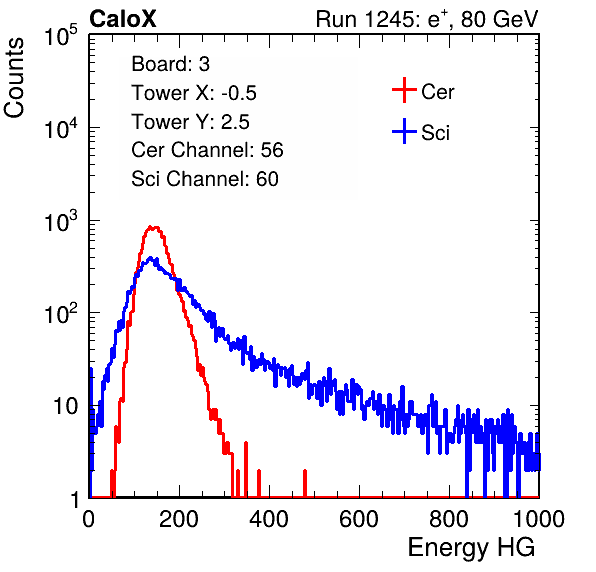 CaloX Run 1245: e⁺, 80 GeV
Counts
Board: 3
Tower X: -0.5
Tower Y: 2.5
Cer Channel: 56
Sci Channel: 60
Cer
Sci
10⁵
10⁴
10³
10²
10
1
0 200 400 600 800 1000
Energy HG